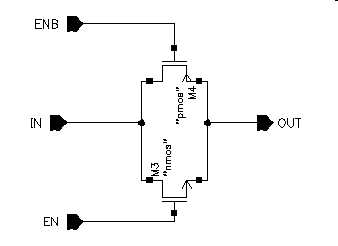 ENB
"pmos"
M4
IN
OUT
M3
"nmos"
EN